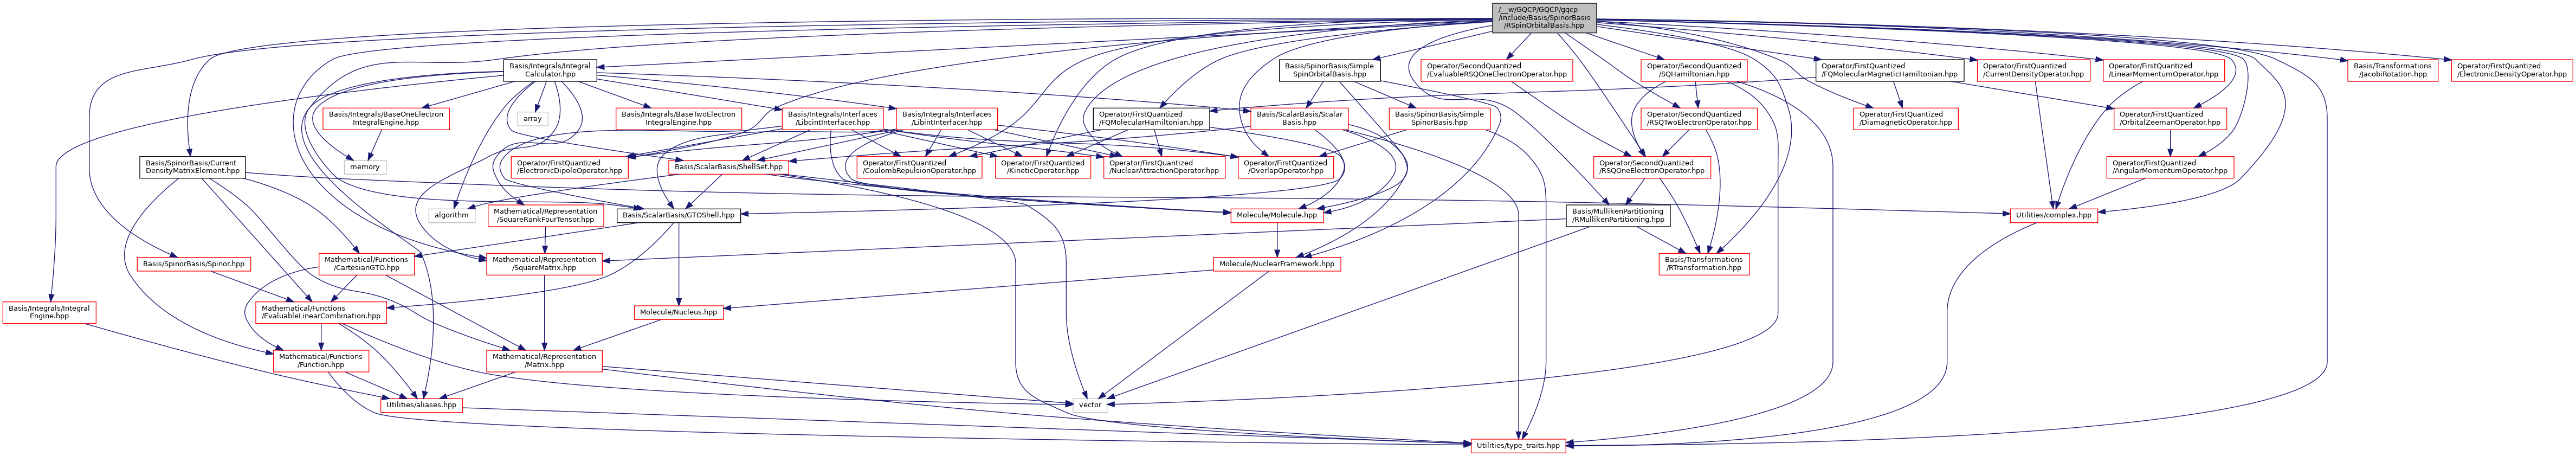 /__w/GQCP/GQCP/gqcp
/include/Basis/SpinorBasis
/RSpinOrbitalBasis.hpp
Basis/Integrals/Integral
Calculator.hpp
Basis/SpinorBasis/Simple
SpinOrbitalBasis.hpp
Operator/SecondQuantized
/EvaluableRSQOneElectronOperator.hpp
Operator/SecondQuantized
/SQHamiltonian.hpp
Operator/FirstQuantized
/FQMolecularMagneticHamiltonian.hpp
Operator/FirstQuantized
/CurrentDensityOperator.hpp
Operator/FirstQuantized
/LinearMomentumOperator.hpp
Basis/Transformations
/JacobiRotation.hpp
Operator/FirstQuantized
/ElectronicDensityOperator.hpp
Basis/Integrals/BaseOneElectron
IntegralEngine.hpp
array
Basis/Integrals/BaseTwoElectron
IntegralEngine.hpp
Basis/Integrals/Interfaces
/LibcintInterfacer.hpp
Basis/Integrals/Interfaces
/LibintInterfacer.hpp
Operator/FirstQuantized
/FQMolecularHamiltonian.hpp
Basis/ScalarBasis/Scalar
Basis.hpp
Basis/SpinorBasis/Simple
SpinorBasis.hpp
Operator/SecondQuantized
/RSQTwoElectronOperator.hpp
Operator/FirstQuantized
/DiamagneticOperator.hpp
Operator/FirstQuantized
/OrbitalZeemanOperator.hpp
Basis/SpinorBasis/Current
DensityMatrixElement.hpp
memory
Operator/FirstQuantized
/ElectronicDipoleOperator.hpp
Basis/ScalarBasis/ShellSet.hpp
Operator/FirstQuantized
/CoulombRepulsionOperator.hpp
Operator/FirstQuantized
/KineticOperator.hpp
Operator/FirstQuantized
/NuclearAttractionOperator.hpp
Operator/FirstQuantized
/OverlapOperator.hpp
Operator/SecondQuantized
/RSQOneElectronOperator.hpp
Operator/FirstQuantized
/AngularMomentumOperator.hpp
algorithm
Mathematical/Representation
/SquareRankFourTensor.hpp
Basis/ScalarBasis/GTOShell.hpp
Molecule/Molecule.hpp
Basis/MullikenPartitioning
/RMullikenPartitioning.hpp
Utilities/complex.hpp
Basis/SpinorBasis/Spinor.hpp
Mathematical/Functions
/CartesianGTO.hpp
Mathematical/Representation
/SquareMatrix.hpp
Molecule/NuclearFramework.hpp
Basis/Transformations
/RTransformation.hpp
Basis/Integrals/Integral
Engine.hpp
Mathematical/Functions
/EvaluableLinearCombination.hpp
Molecule/Nucleus.hpp
Mathematical/Functions
/Function.hpp
Mathematical/Representation
/Matrix.hpp
Utilities/aliases.hpp
vector
Utilities/type_traits.hpp